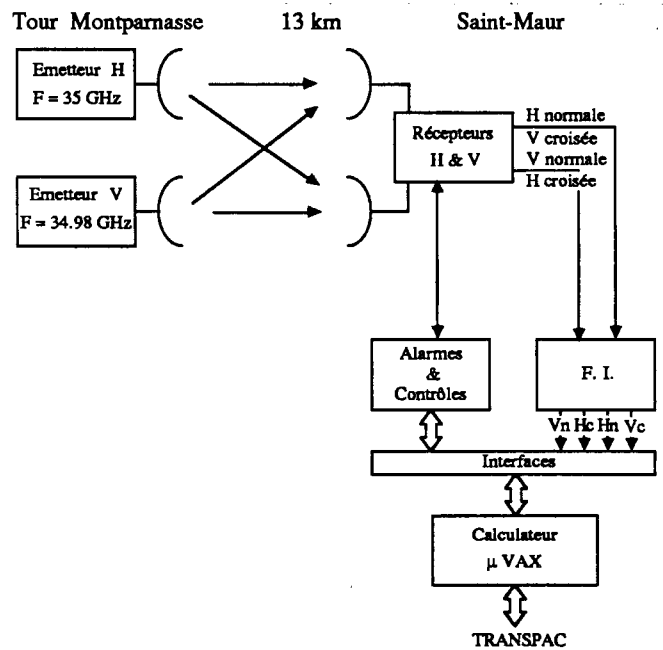 Tour Montparnasse 13 km Saint-Maur
Emetteur H
F = 35 GHz
Emetteur V
F = 34.98 GHz
Récepteurs
H & V
H normale
V croisée
V normale
H croisée
Alarmes
&
Contrôles
F. I.
Vn Hc Hn Vc
Interfaces
Calculateur
µ VAX
TRANSPAC